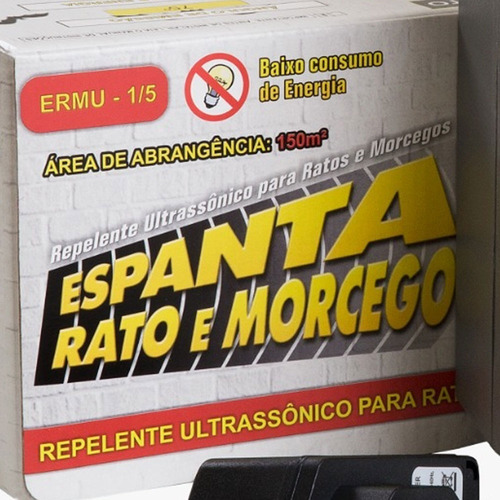 ERMU - 1/5
Baixo consumo
de Energia
ÁREA DE ABRANGÊNCIA: 150m²
Repelente Ultrassônico para Ratos e Morcegos
ESPANTA
RATO E MORCEGO
REPELENTE ULTRASSÔNICO PARA RAT